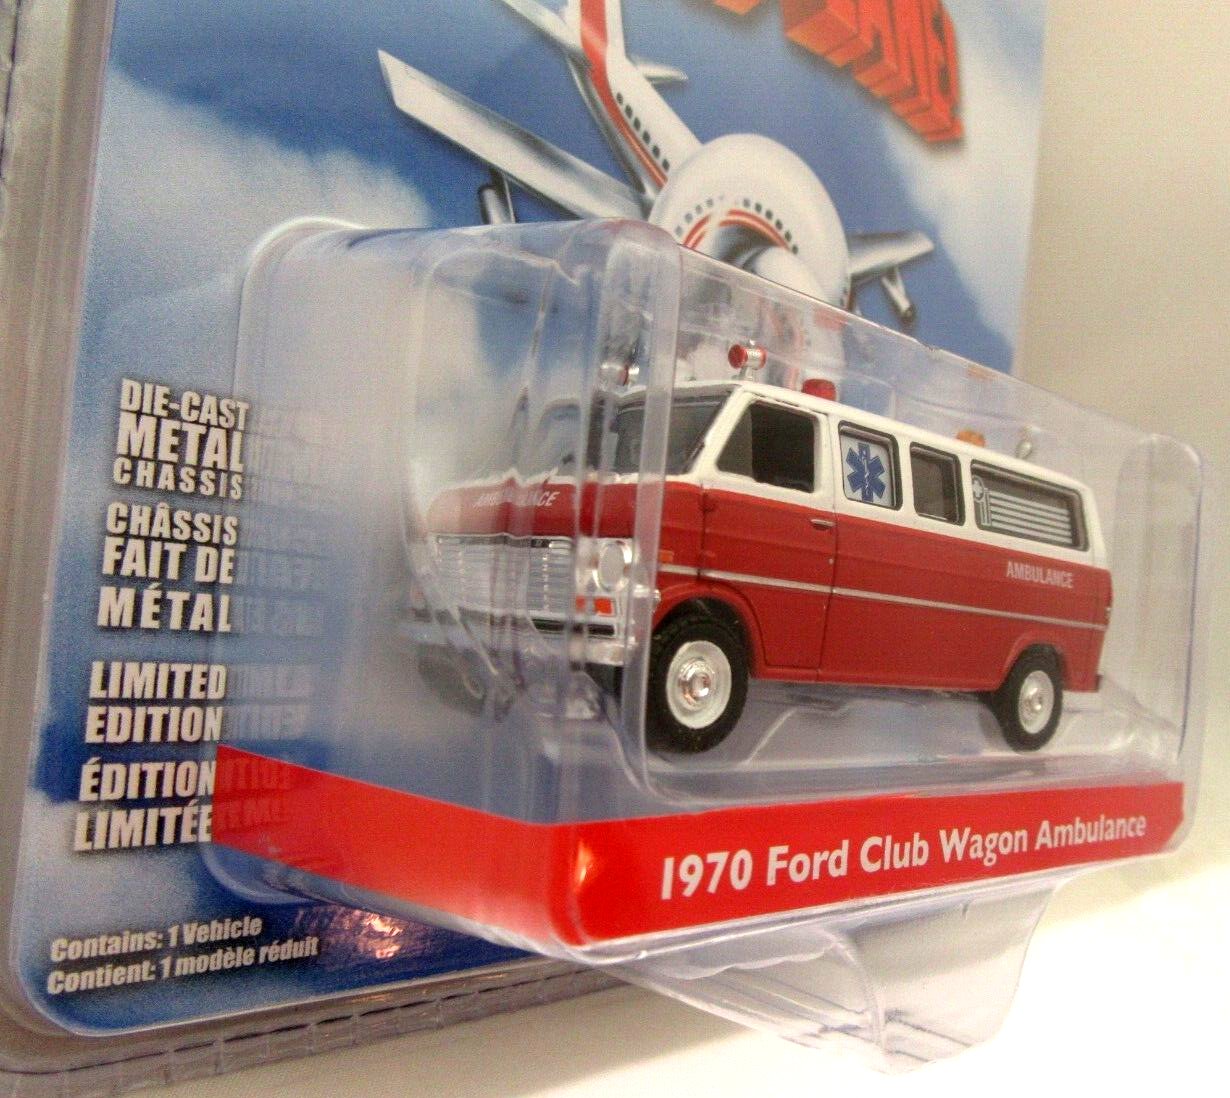 DIE-CAST
METAL
CHASSIS
CHÂSSIS
FAIT DE
MÉTAL
LIMITED
EDITION
ÉDITION
LIMITÉE
Contains: 1 Vehicle
Contient: 1 modèle réduit
AMBULANCE
AMBULANCE
1970 Ford Club Wagon Ambulance